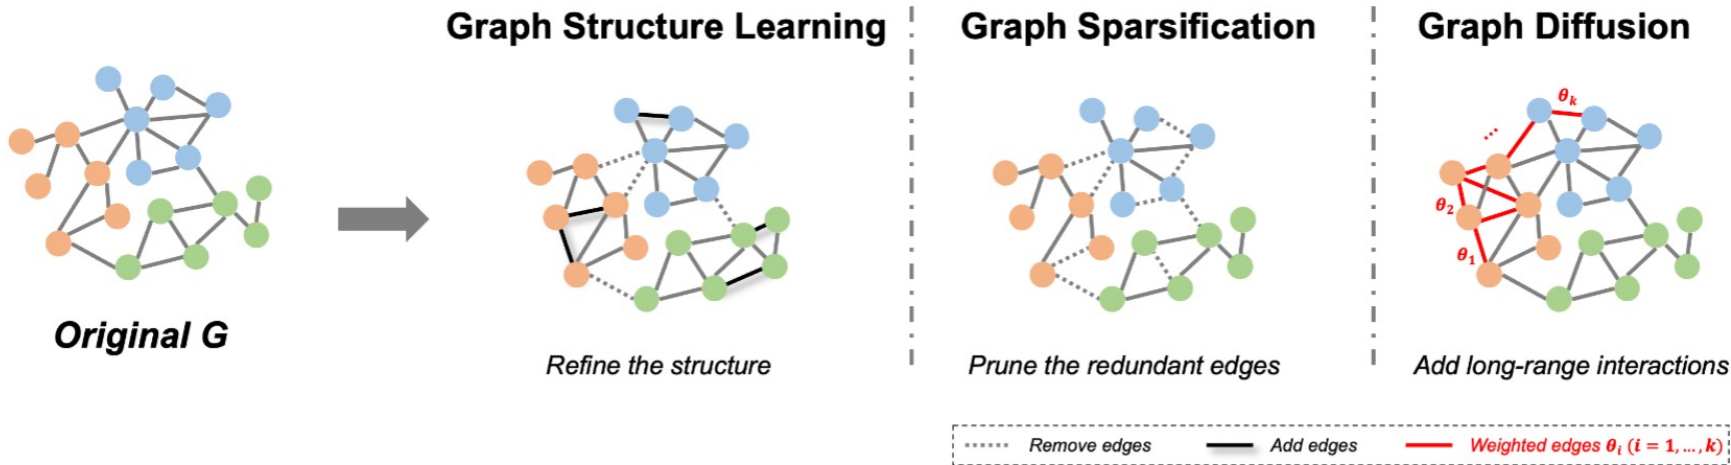 Graph Structure Learning
Graph Sparsification
Graph Diffusion
θk
...
θ2
θ1
Original G
Refine the structure
Prune the redundant edges
Add long-range interactions
Remove edges
Add edges
Weighted edges θi (i = 1, ..., k)